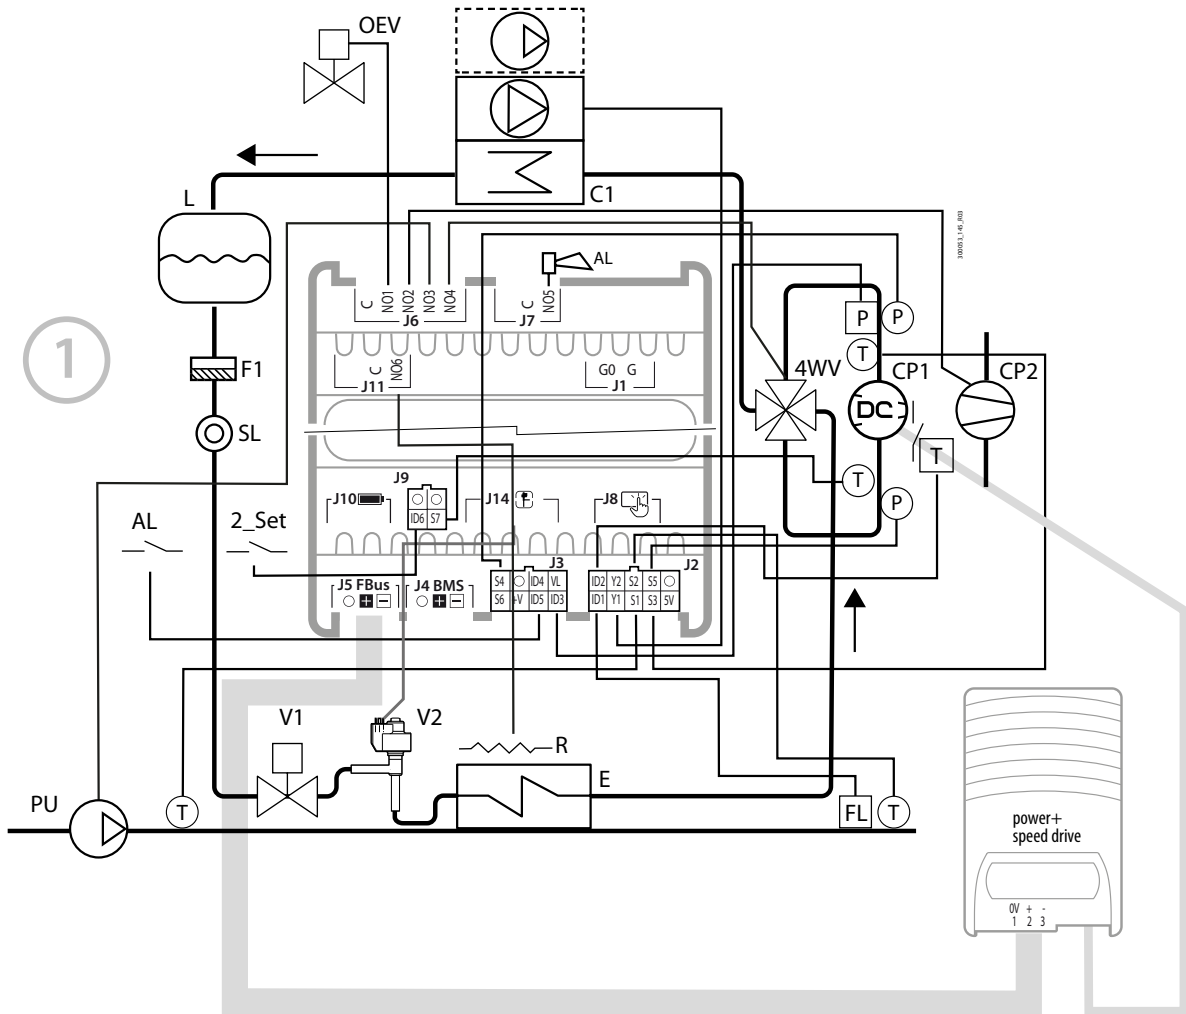 OEV
C1
L
300053_145_R03
AL
C NO1 NO2 NO3 NO4
J6
C NO5
J7
P P
T
1
F1
C NO6
J11
G0 G
J1
4WV
CP1
CP2
DC
SL
T
J9
T
P
J10
J14
J8
ID6 S7
AL
2_Set
J3
J2
S4 ID4 VL
S6 +V ID5 ID3
ID2 Y2 S2 S5
ID1 Y1 S1 S3 5V
J5 FBus
J4 BMS
+ −
+ −
V1
V2
R
E
PU
T
FL
T
power+
speed drive
0V + -
1 2 3